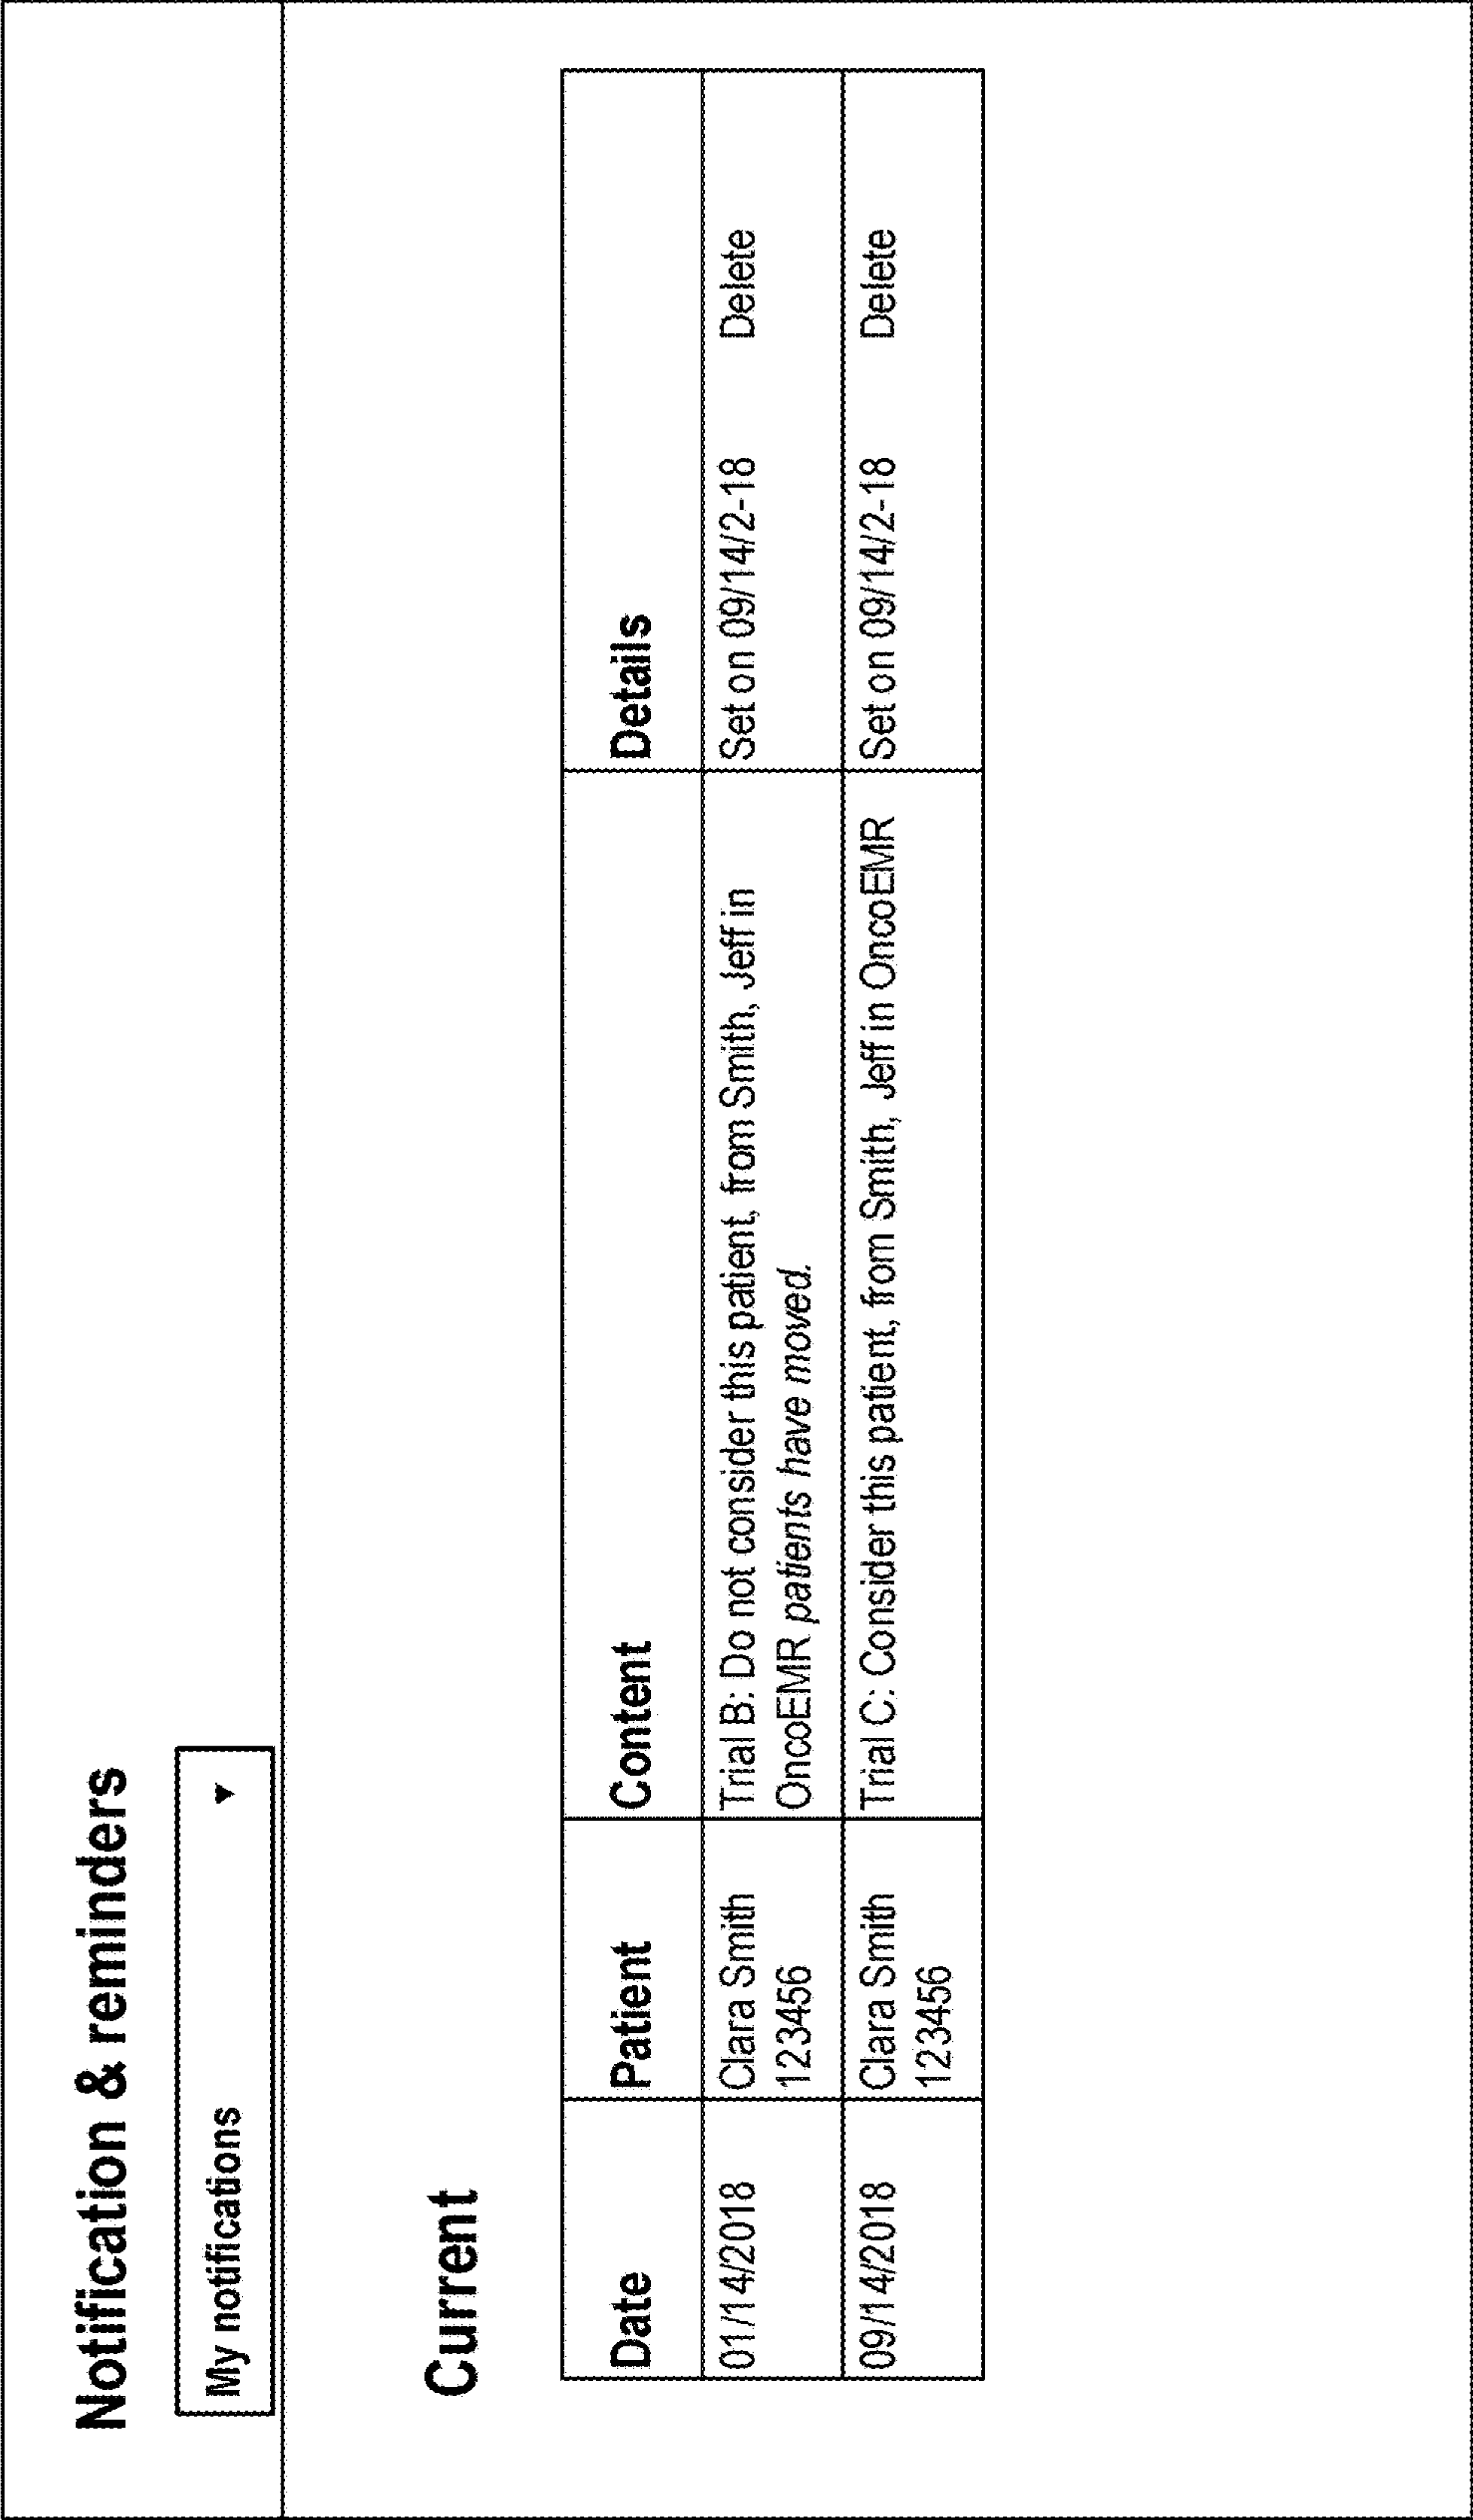 Notification & reminders
My notifications
Current
Date Patient Content Details
01/14/2018 Clara Smith Trial B: Do not consider this patient, from Smith, Jeff in Set on 09/14/2-18 Delete
123456 OncoEMR patients have moved.
09/14/2018 Clara Smith Trial C: Consider this patient, from Smith, Jeff in OncoEMR Set on 09/14/2-18 Delete
123456